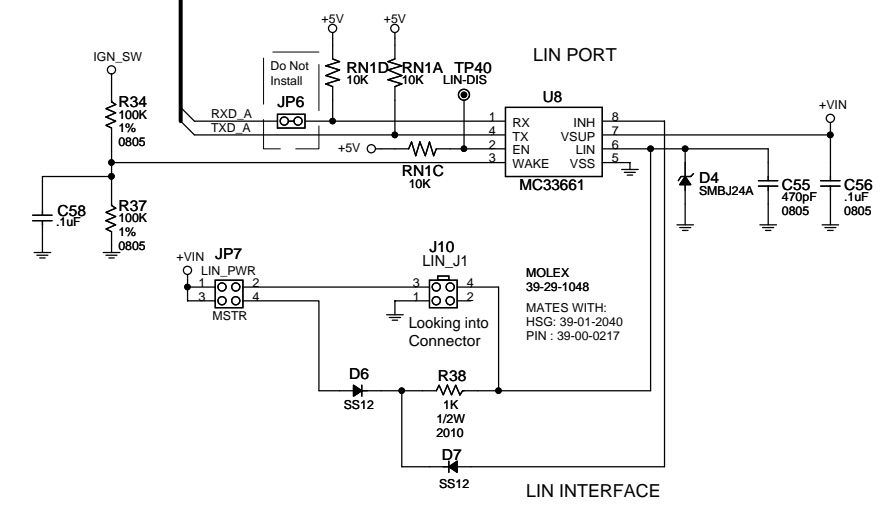 LIN PORT
+5V
+5V
IGN_SW
Do Not
Install
JP6
RN1D
10K
RN1A
10K
TP40
LIN-DIS
U8
R34
100K
1%
0805
RXD_A
TXD_A
+5V
RN1C
10K
1
4
2
3
RX
TX
EN
WAKE
INH
VSUP
LIN
VSS
8
7
6
5
MC33661
+VIN
D4
SMBJ24A
C55
470pF
0805
C56
.1uF
0805
C58
.1uF
R37
100K
1%
0805
+VIN
JP7
LIN_PWR
1
2
3
4
MSTR
J10
LIN_J1
3
4
1
2
Looking into
Connector
MOLEX
39-29-1048
MATES WITH:
HSG: 39-01-2040
PIN : 39-00-0217
D6
SS12
R38
1K
1/2W
2010
D7
SS12
LIN INTERFACE